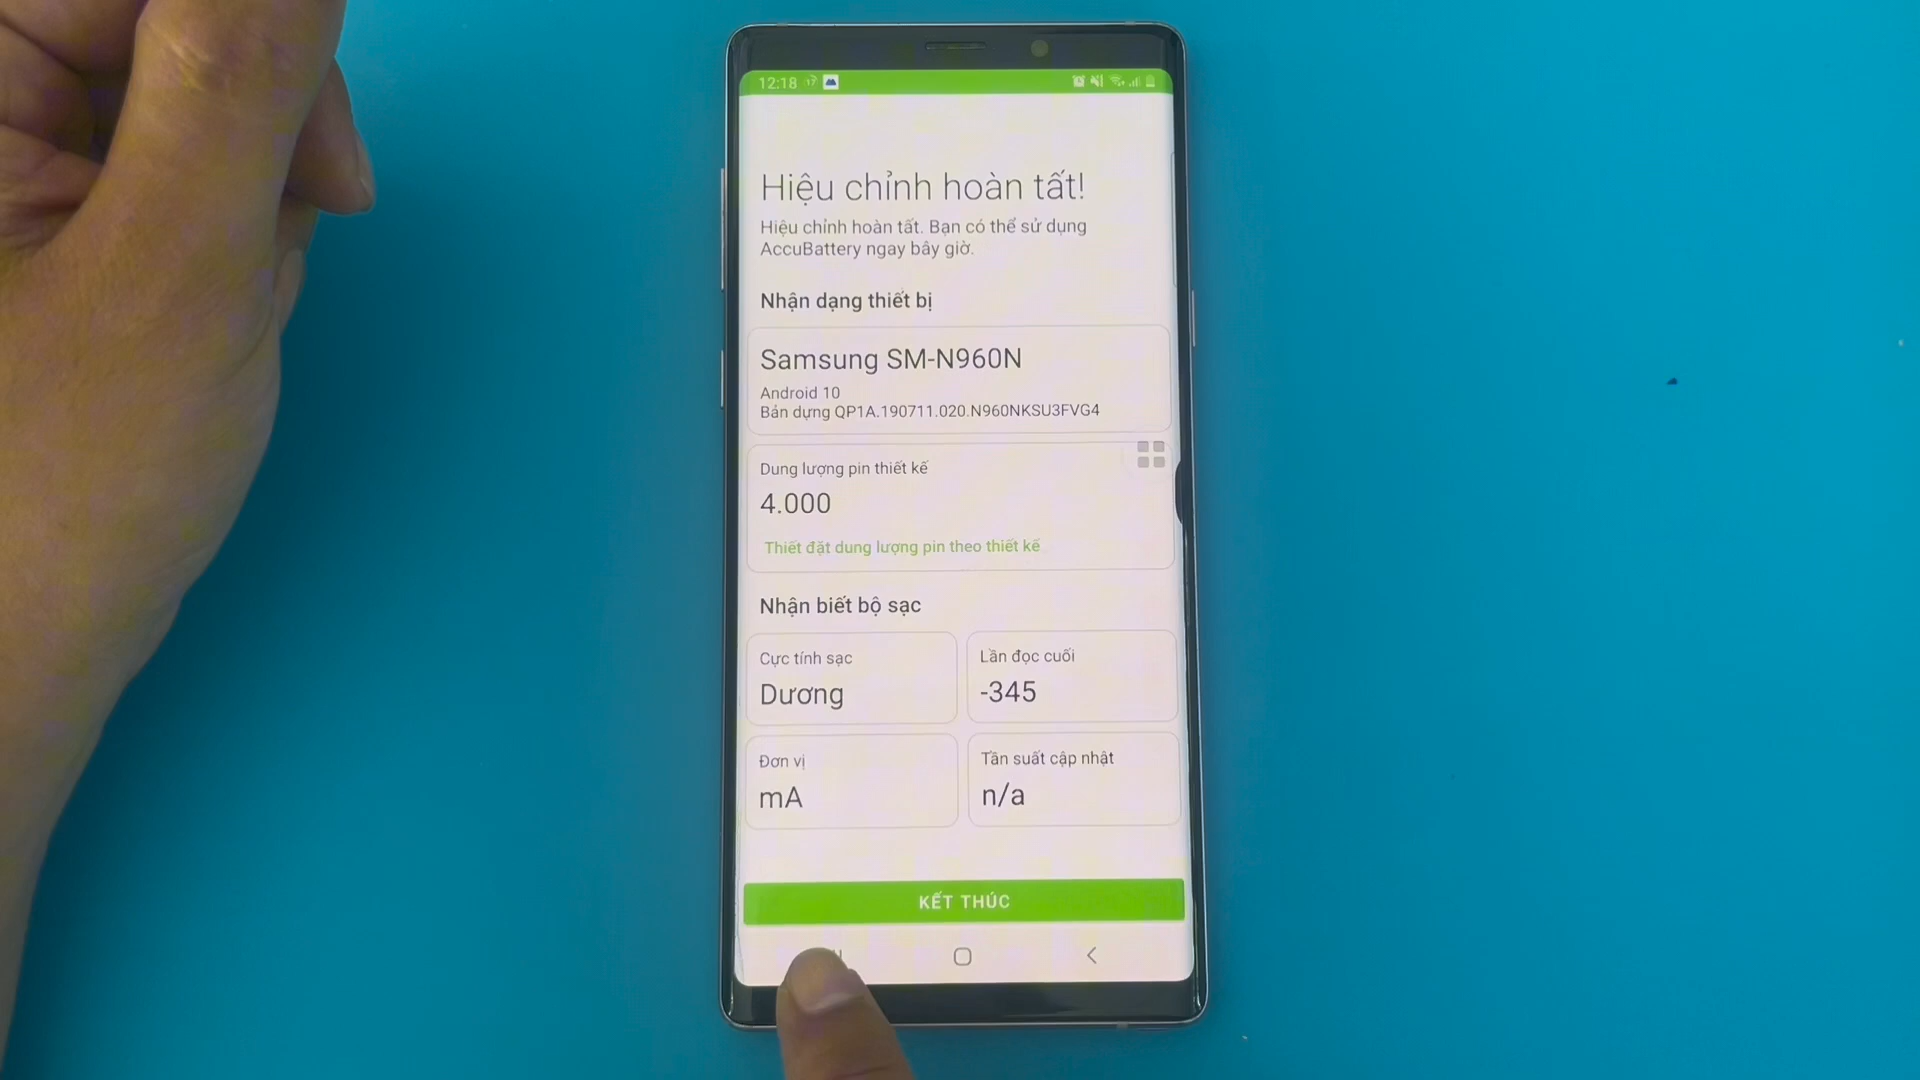 12:18
Hiệu chỉnh hoàn tất!
Hiệu chỉnh hoàn tất. Bạn có thể sử dụng
AccuBattery ngay bây giờ.
Nhận dạng thiết bị
Samsung SM-N960N
Android 10
Bản dựng QP1A.190711.020.N960NKSU3FVG4
Dung lượng pin thiết kế
4.000
Thiết đặt dung lượng pin theo thiết kế
Nhận biết bộ sạc
Cực tính sạc
Dương
Lần đọc cuối
-345
Đơn vị
mA
Tần suất cập nhật
n/a
KẾT THÚC